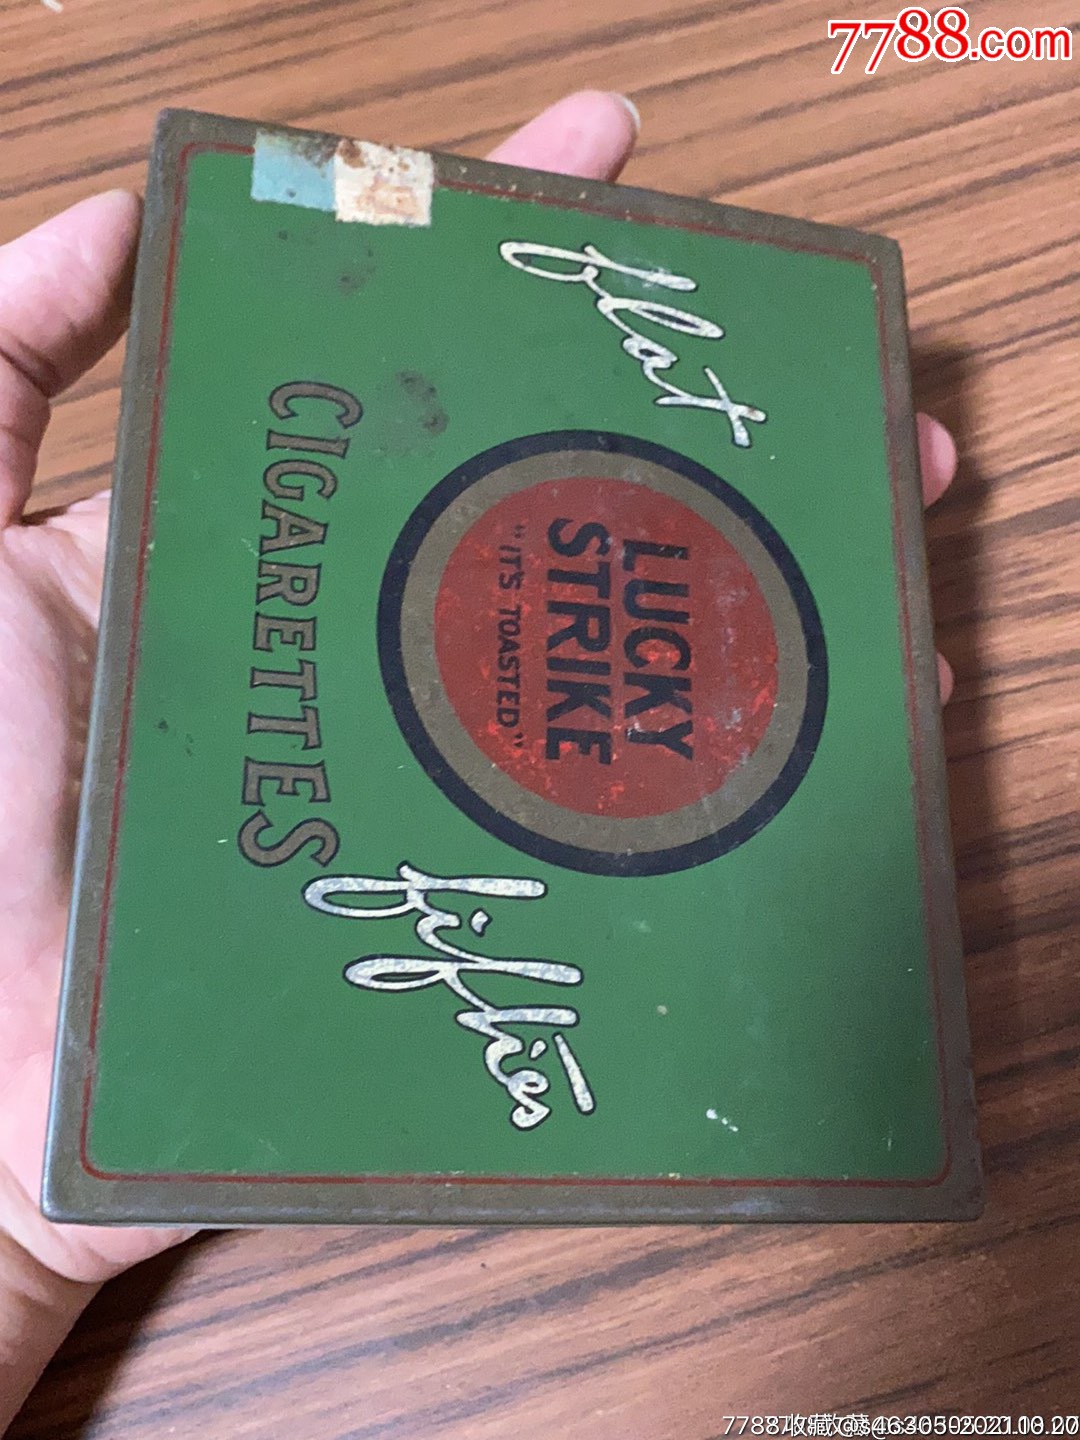 7788.com
flat
LUCKY
STRIKE
"IT'S TOASTED"
CIGARETTES
fifties